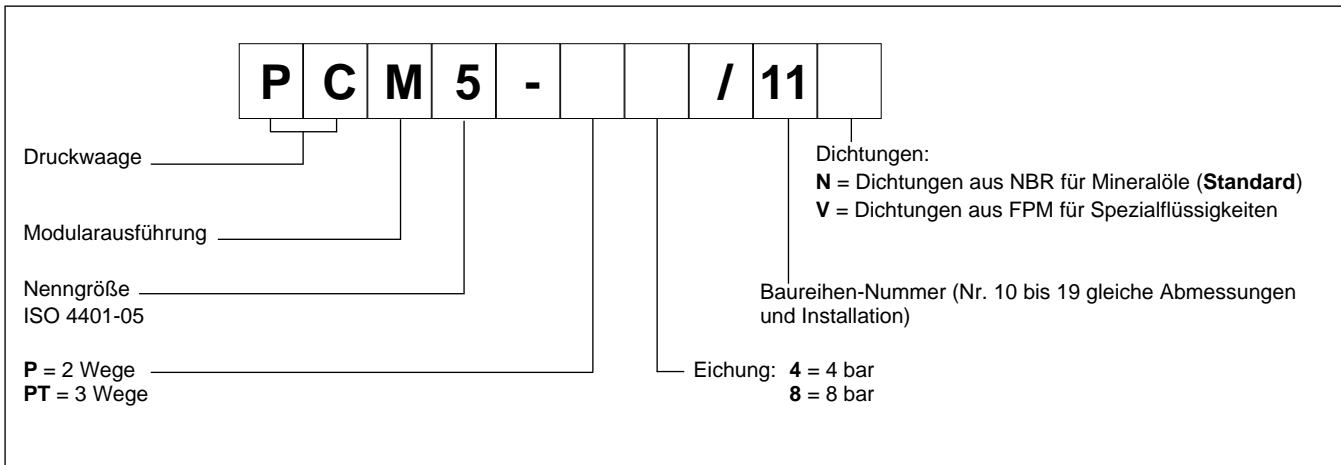 P C M 5 - / 11
Druckwaage
Modularausführung
Nenngröße
ISO 4401-05
P = 2 Wege
PT = 3 Wege
Dichtungen:
N = Dichtungen aus NBR für Mineralöle (Standard)
V = Dichtungen aus FPM für Spezialflüssigkeiten
Baureihen-Nummer (Nr. 10 bis 19 gleiche Abmessungen
und Installation)
Eichung: 4 = 4 bar
8 = 8 bar